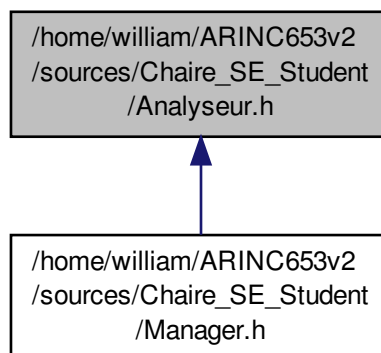 /home/william/ARINC653v2
/sources/Chaire_SE_Student
/Analyseur.h
/home/william/ARINC653v2
/sources/Chaire_SE_Student
/Manager.h